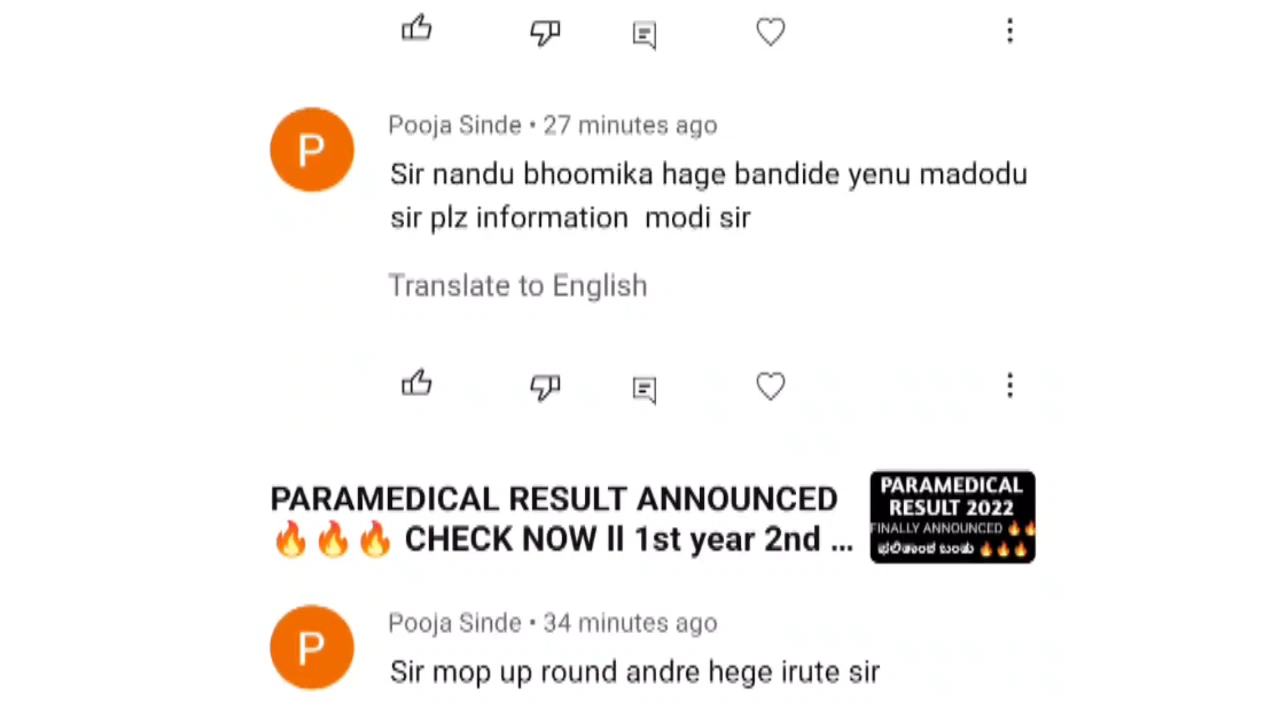 P
Pooja Sinde • 27 minutes ago
Sir nandu bhoomika hage bandide yenu madodu
sir plz information modi sir
Translate to English
PARAMEDICAL RESULT ANNOUNCED
🔥🔥🔥 CHECK NOW ll 1st year 2nd ...
PARAMEDICAL
RESULT 2022
FINALLY ANNOUNCED 🔥🔥
ಫಲಿತಾಂಶ ಬಂತು 🔥🔥🔥
P
Pooja Sinde • 34 minutes ago
Sir mop up round andre hege irute sir